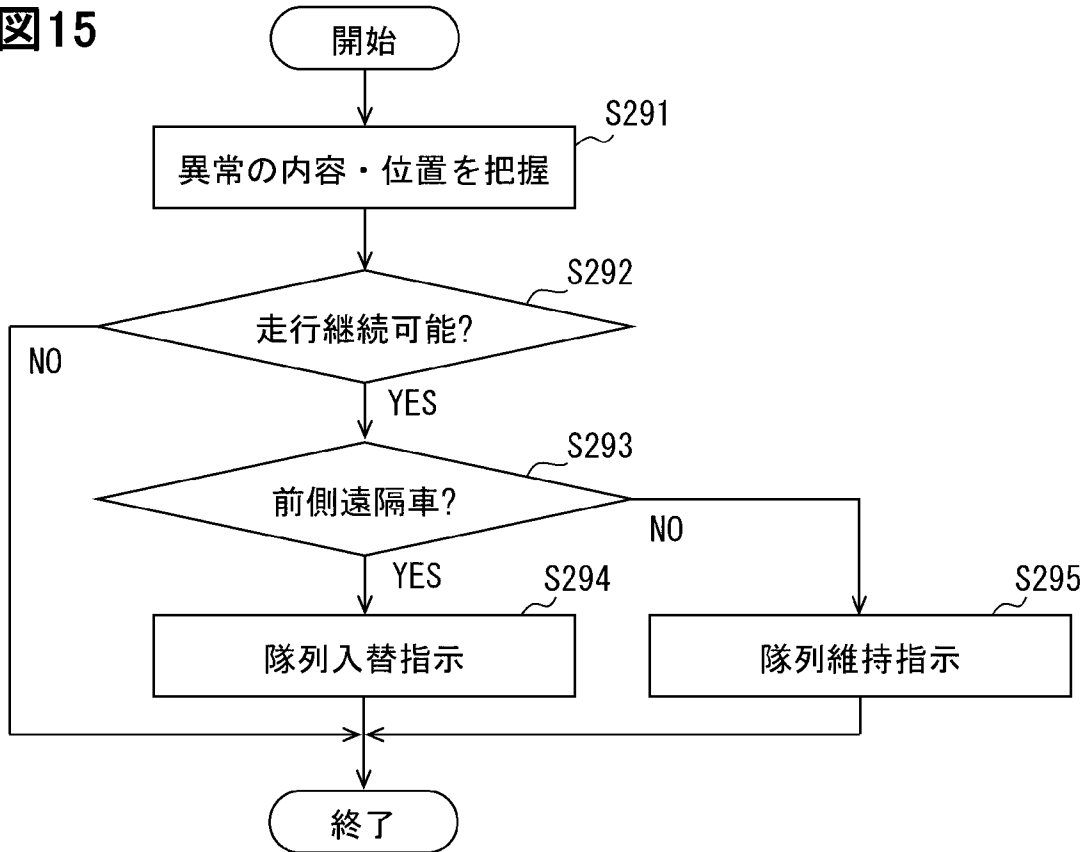 図15
開始
S291
異常の内容・位置を把握
S292
走行継続可能?
NO
YES
S293
前側遠隔車?
NO
YES
S294
S295
隊列入替指示
隊列維持指示
終了